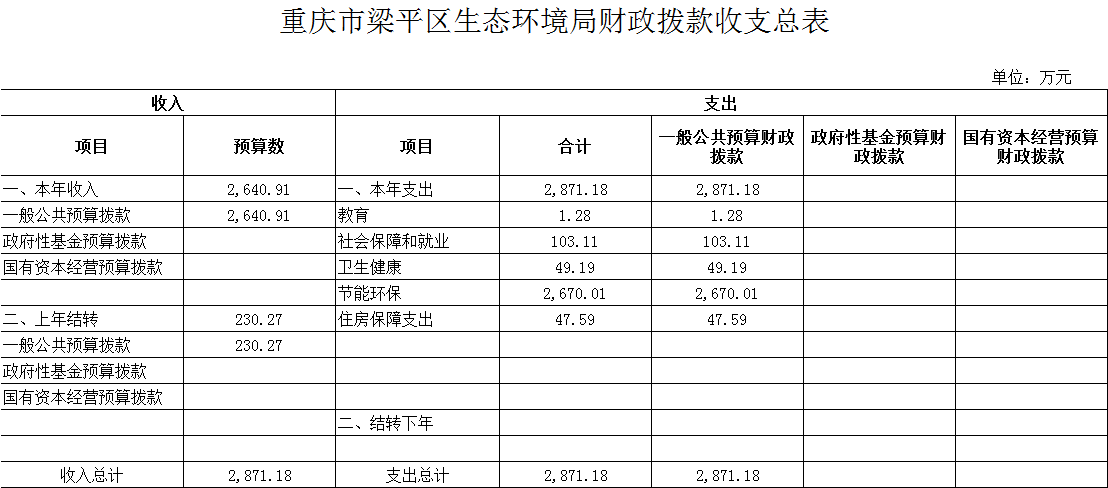 重庆市梁平区生态环境局财政拨款收支总表
单位：万元
收入 支出
项目 预算数 项目 合计 一般公共预算财政拨款 政府性基金预算财政拨款 国有资本经营预算财政拨款
一、本年收入 2,640.91 一、本年支出 2,871.18 2,871.18
一般公共预算拨款 2,640.91 教育 1.28 1.28
政府性基金预算拨款 社会保障和就业 103.11 103.11
国有资本经营预算拨款 卫生健康 49.19 49.19
节能环保 2,670.01 2,670.01
二、上年结转 230.27 住房保障支出 47.59 47.59
一般公共预算拨款 230.27
政府性基金预算拨款
国有资本经营预算拨款
二、结转下年
收入总计 2,871.18 支出总计 2,871.18 2,871.18